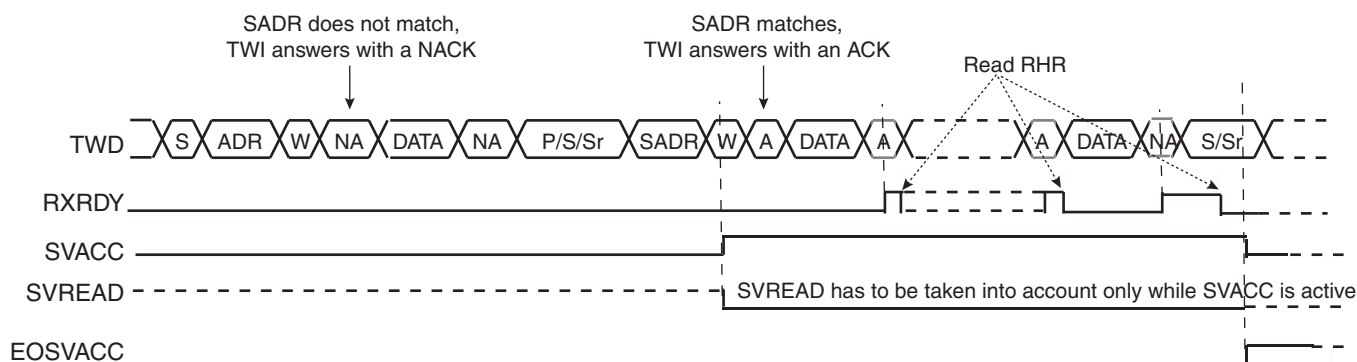 SADR does not match,
TWI answers with a NACK
SADR matches,
TWI answers with an ACK
Read RHR
TWD S ADR W NA DATA NA P/S/Sr SADR W A DATA A A DATA NA S/Sr
RXRDY
SVACC
SVREAD SVREAD has to be taken into account only while SVACC is active
EOSVACC